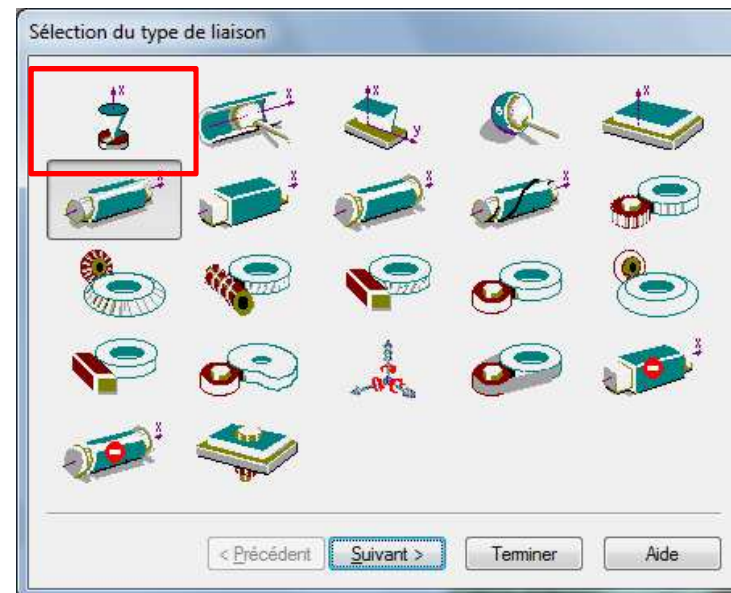 Sélection du type de liaison
x x x y x
x x x x
x
x
< Précédent Suivant > Terminer Aide